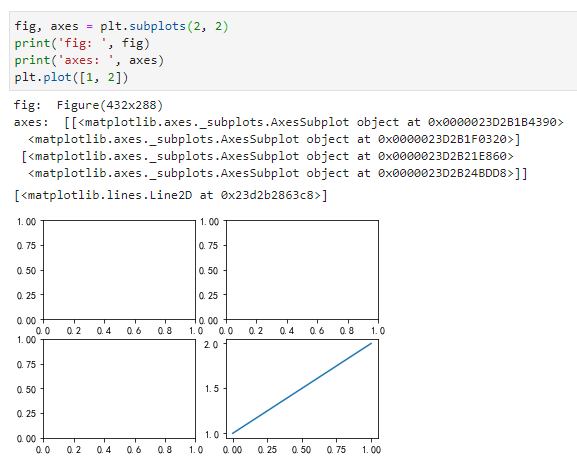 fig, axes = plt.subplots(2, 2)
print('fig: ', fig)
print('axes: ', axes)
plt.plot([1, 2])
fig:  Figure(432x288)
axes:  [[<matplotlib.axes._subplots.AxesSubplot object at 0x0000023D2B1B4390>
  <matplotlib.axes._subplots.AxesSubplot object at 0x0000023D2B1F0320>]
 [<matplotlib.axes._subplots.AxesSubplot object at 0x0000023D2B21E860>
  <matplotlib.axes._subplots.AxesSubplot object at 0x0000023D2B24BDD8>]]
[<matplotlib.lines.Line2D at 0x23d2b2863c8>]
1.00 1.00
0.75 0.75
0.50 0.50
0.25 0.25
0.00 0.00
0.0 0.2 0.4 0.6 0.8 1.0 0.0 0.2 0.4 0.6 0.8 1.0
1.00 2.0
0.75
0.50 1.5
0.25
0.00 1.0
0.0 0.2 0.4 0.6 0.8 1.0 0.00 0.25 0.50 0.75 1.00